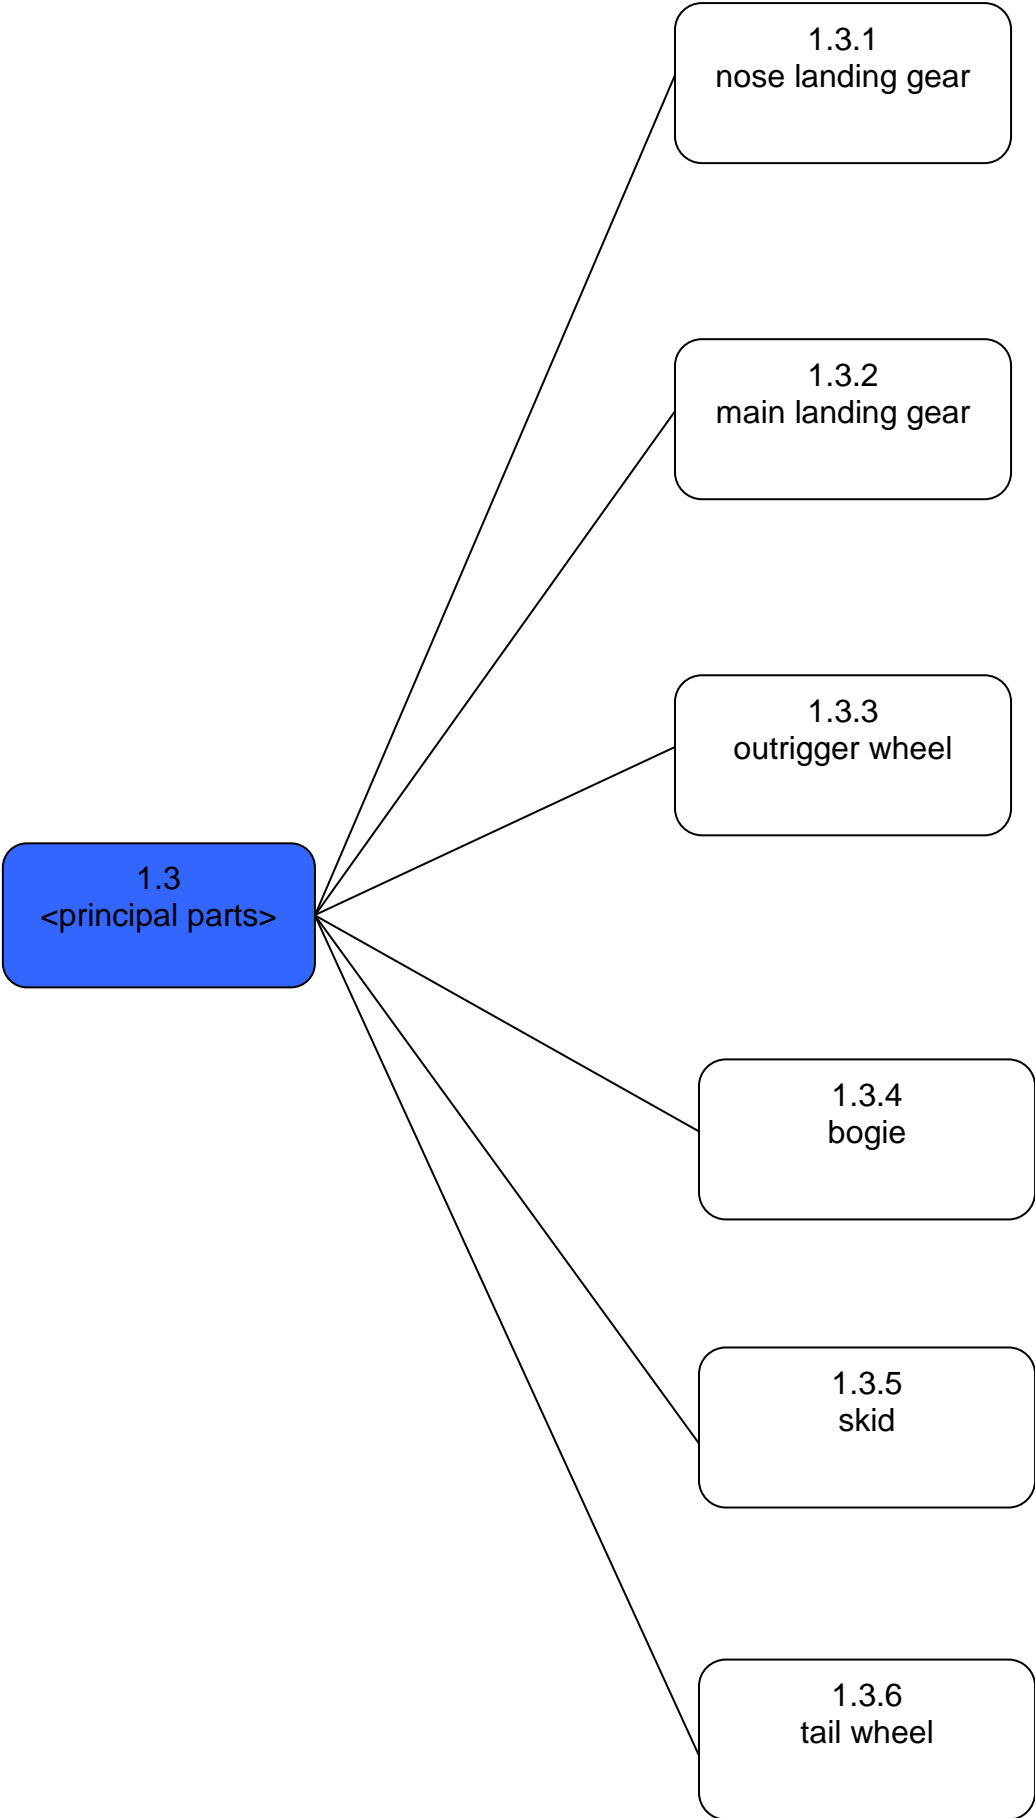 1.3.1
nose landing gear
1.3.2
main landing gear
1.3.3
outrigger wheel
1.3
<principal parts>
1.3.4
bogie
1.3.5
skid
1.3.6
tail wheel